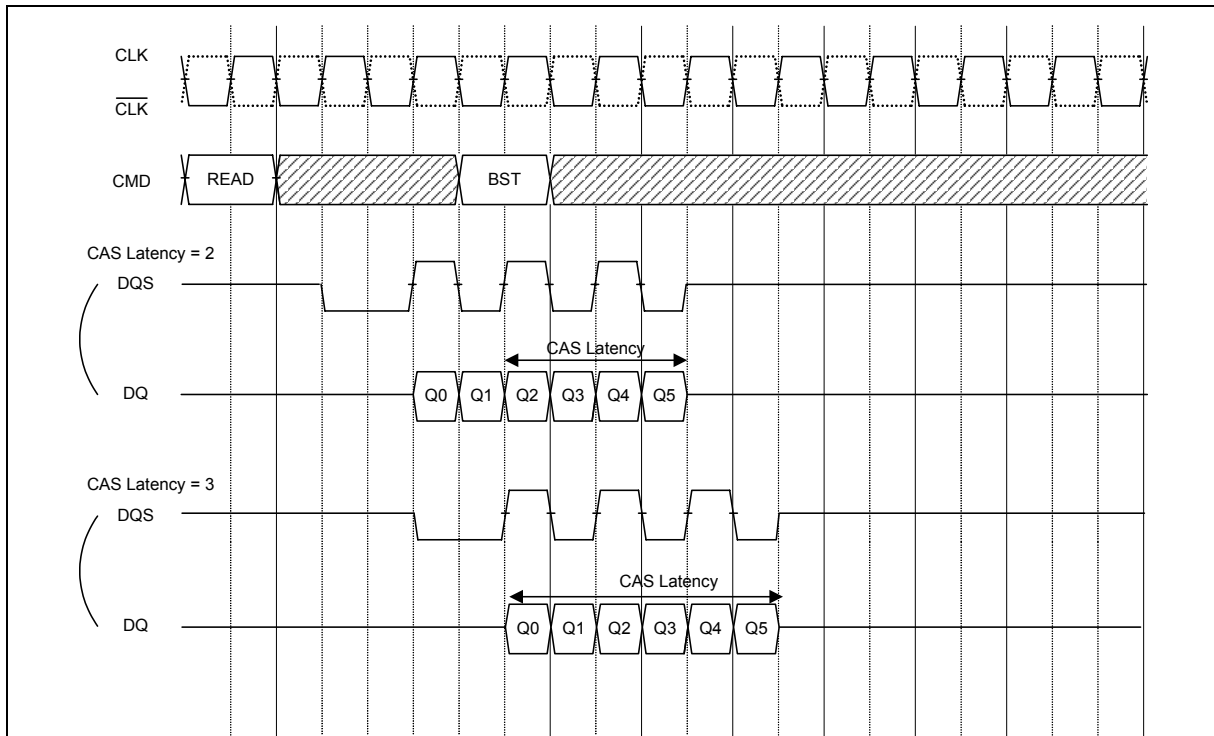 CLK
C̅L̅K̅
CMD
READ
BST
CAS Latency = 2
DQS
CAS Latency
DQ
Q0 Q1 Q2 Q3 Q4 Q5
CAS Latency = 3
DQS
CAS Latency
DQ
Q0 Q1 Q2 Q3 Q4 Q5